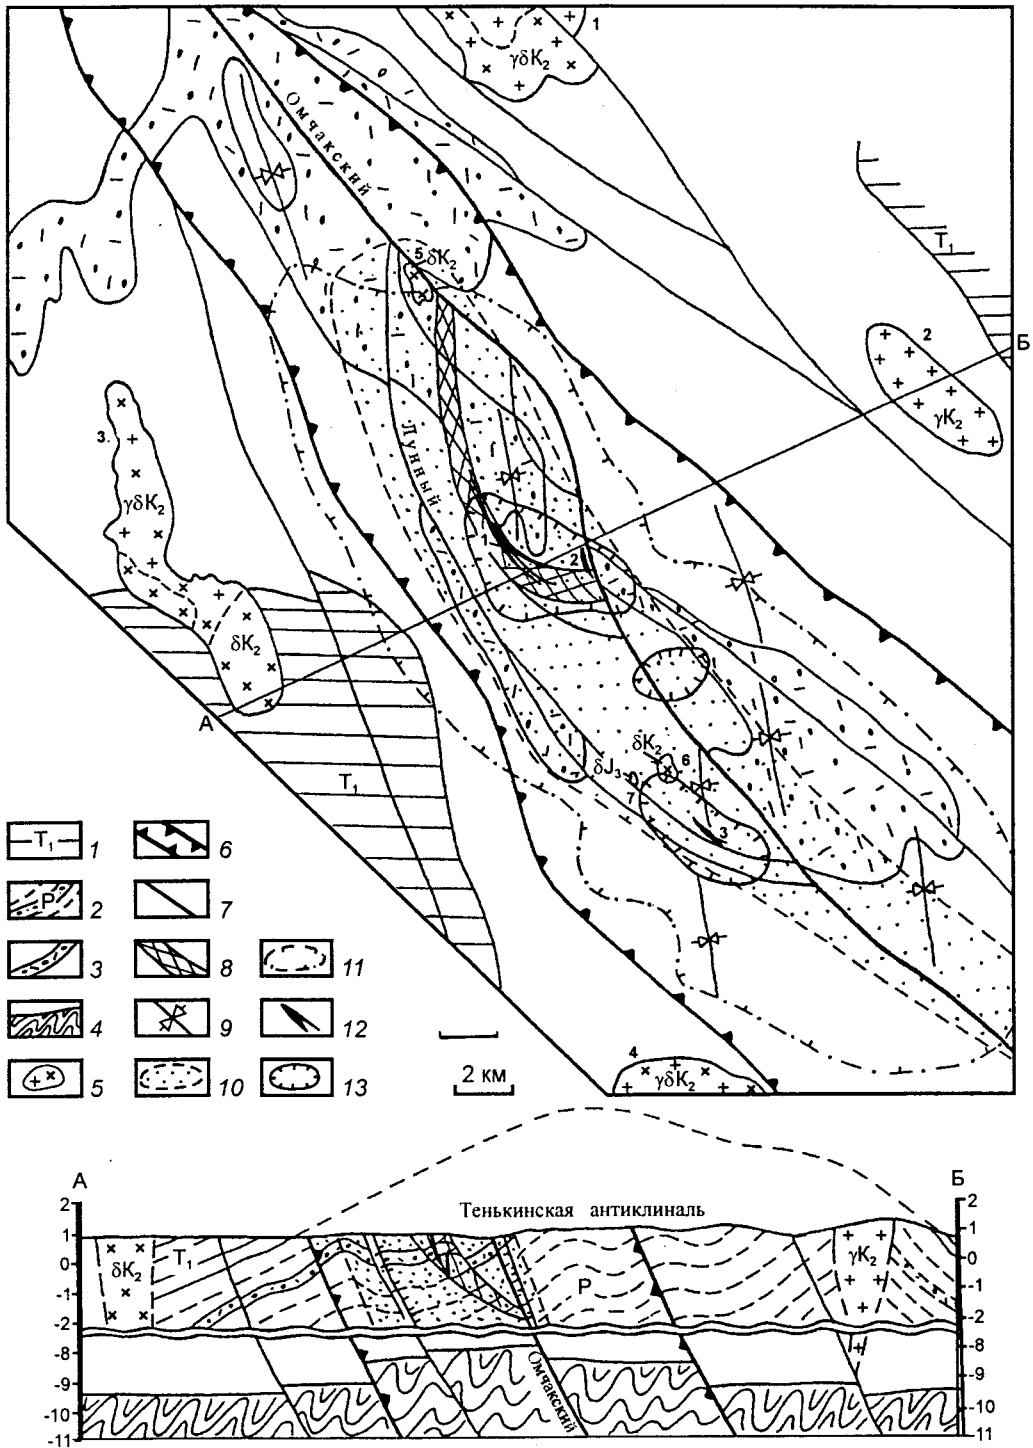 1
γδK₂
Омчакский
T₁
5 δK₂
2
Б
γK₂
3.
Лунный
γδK₂
2
δK₂
А
δK₂
6
δJ₃
7
T₁
3
T₁ 1
6
P 2
7
3
8
11
4
9
12
5
10
13
2 км
4
γδK₂
А
Б
Тенькинская антиклиналь
2
2
1
1
0
0
-1
-1
-2
-2
-8
-8
-9
-9
-10
-10
-11
-11
δK₂
T₁
P
γK₂
Омчакский